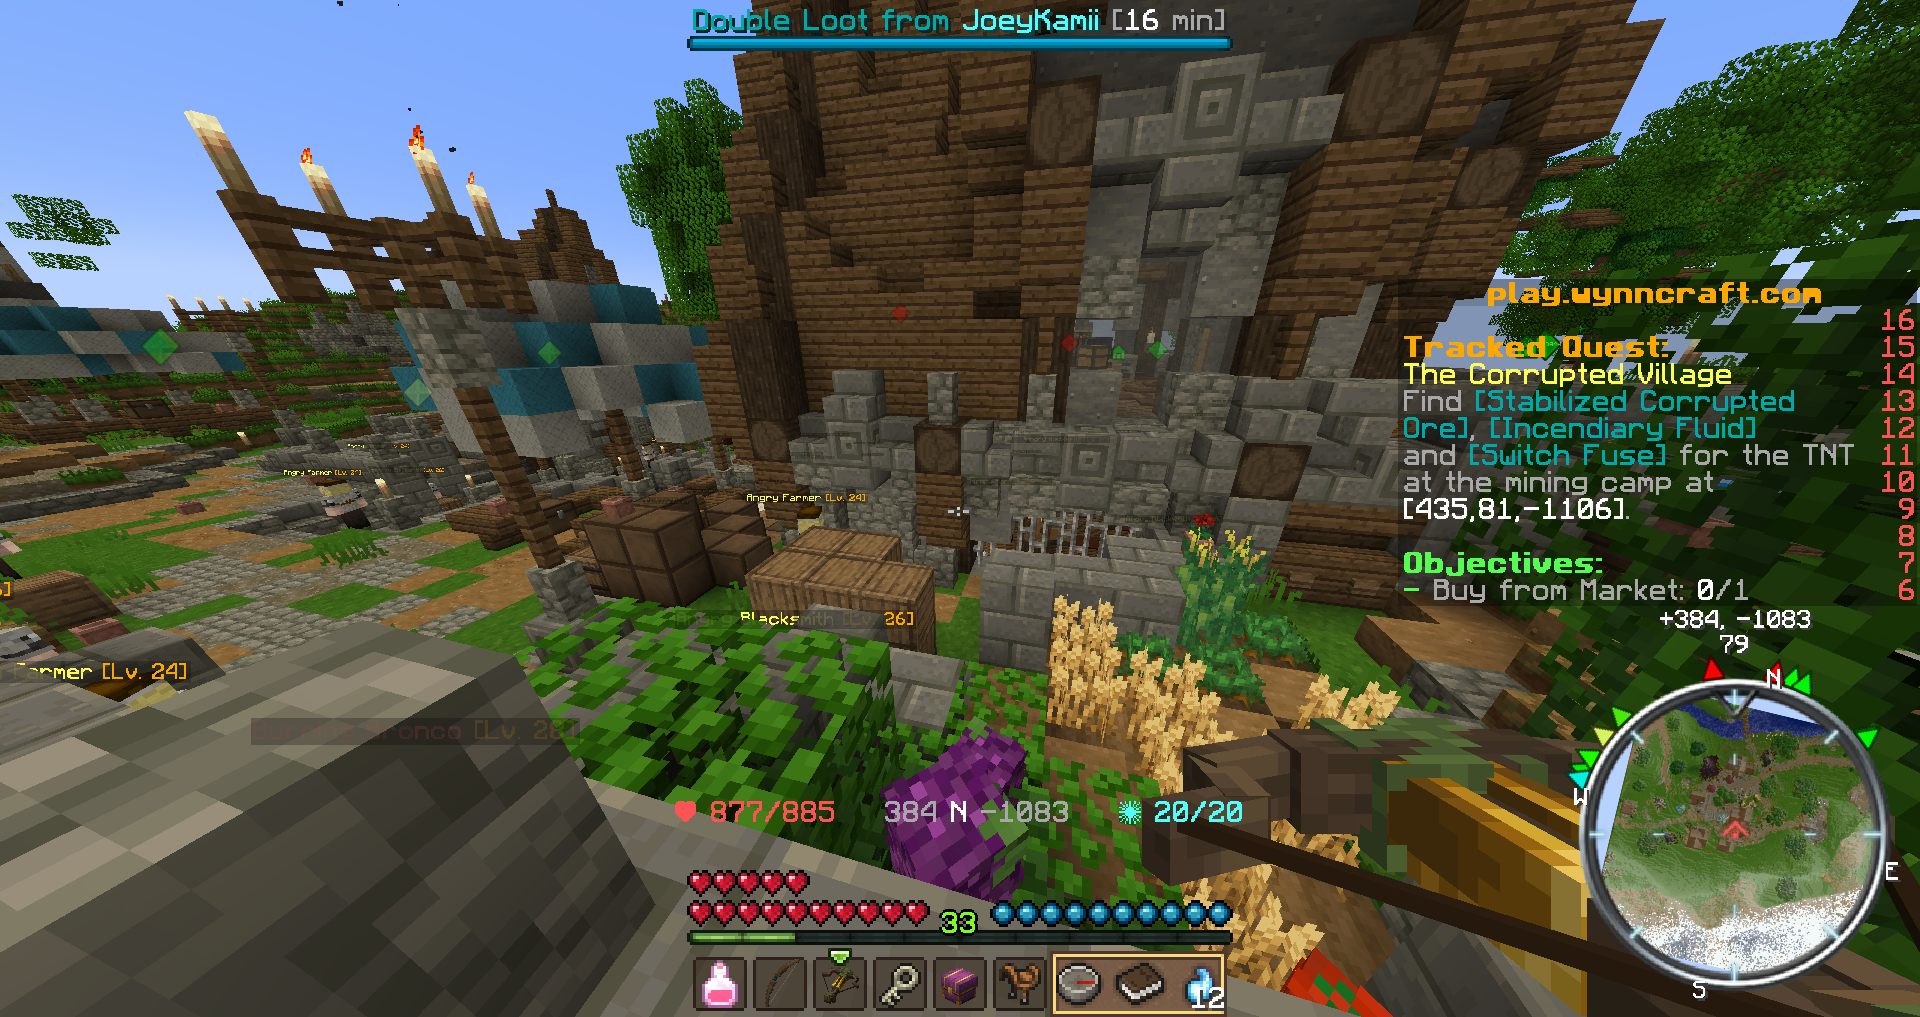 Double Loot from JoeyKamii [16 min]
play.wynncraft.com
16
Tracked Quest: 15
The Corrupted Village 14
Find [Stabilized Corrupted 13
Ore], [Incendiary Fluid] 12
and [Switch Fuse] for the TNT 11
at the mining camp at 10
[435,81,-1106]. 9
8
Objectives: 7
- Buy from Market: 0/1 6
+384, -1083
79
N
W
E
S
Angry Farmer [Lv. 24]
Blacksmith [Lv. 26]
Farmer [Lv. 24]
877/885 384 N -1083 20/20
33
12